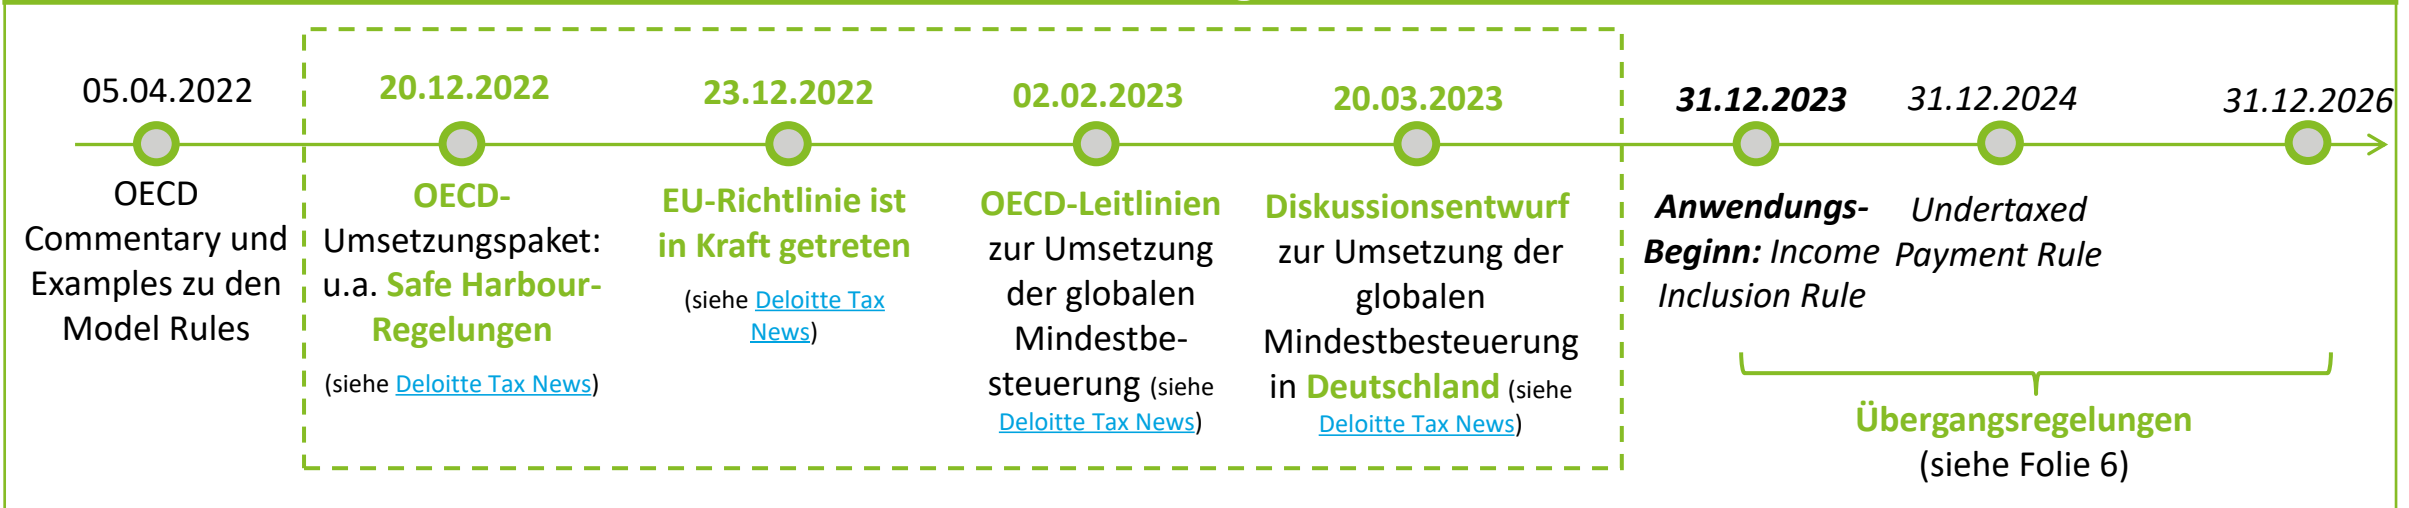 05.04.2022
OECD
Commentary und
Examples zu den
Model Rules
20.12.2022
OECD-
Umsetzungspaket:
u.a. Safe Harbour-
Regelungen
(siehe Deloitte Tax News)
23.12.2022
EU-Richtlinie ist
in Kraft getreten
(siehe Deloitte Tax
News)
02.02.2023
OECD-Leitlinien
zur Umsetzung
der globalen
Mindestbe-
steuerung (siehe
Deloitte Tax News)
20.03.2023
Diskussionsentwurf
zur Umsetzung der
globalen
Mindestbesteuerung
in Deutschland (siehe
Deloitte Tax News)
31.12.2023
Anwendungs-
Beginn: Income
Inclusion Rule
31.12.2024
Undertaxed
Payment Rule
31.12.2026
Übergangsregelungen
(siehe Folie 6)